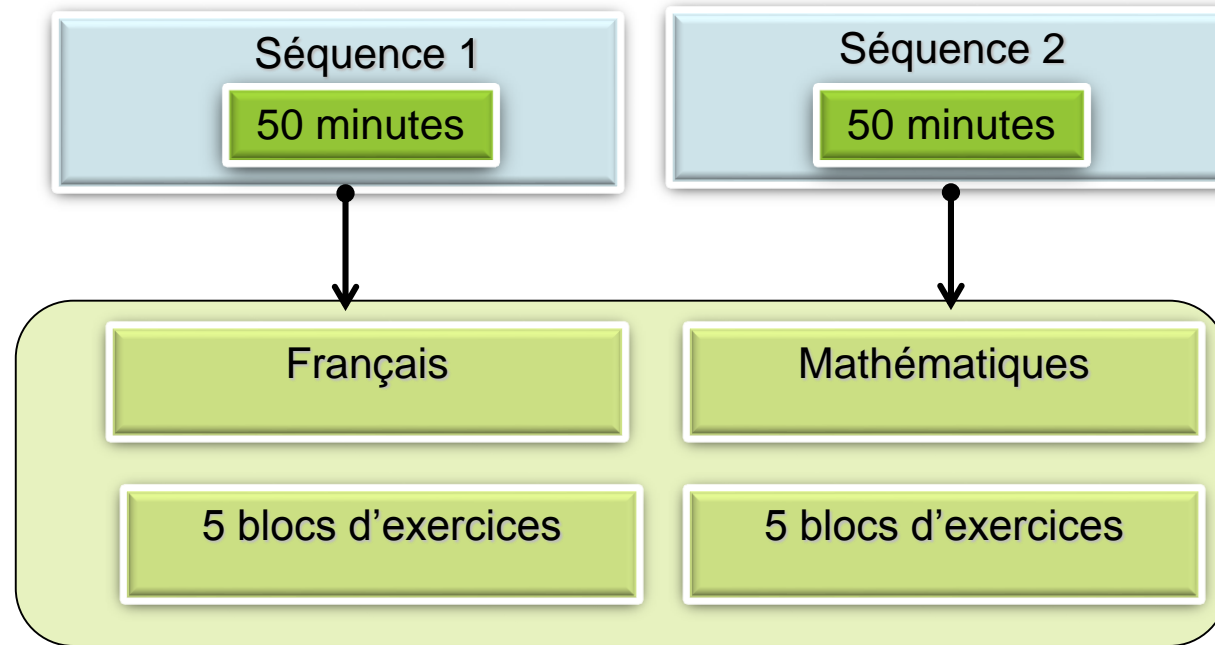 Séquence 1
50 minutes
Séquence 2
50 minutes
Français
Mathématiques
5 blocs d’exercices
5 blocs d’exercices